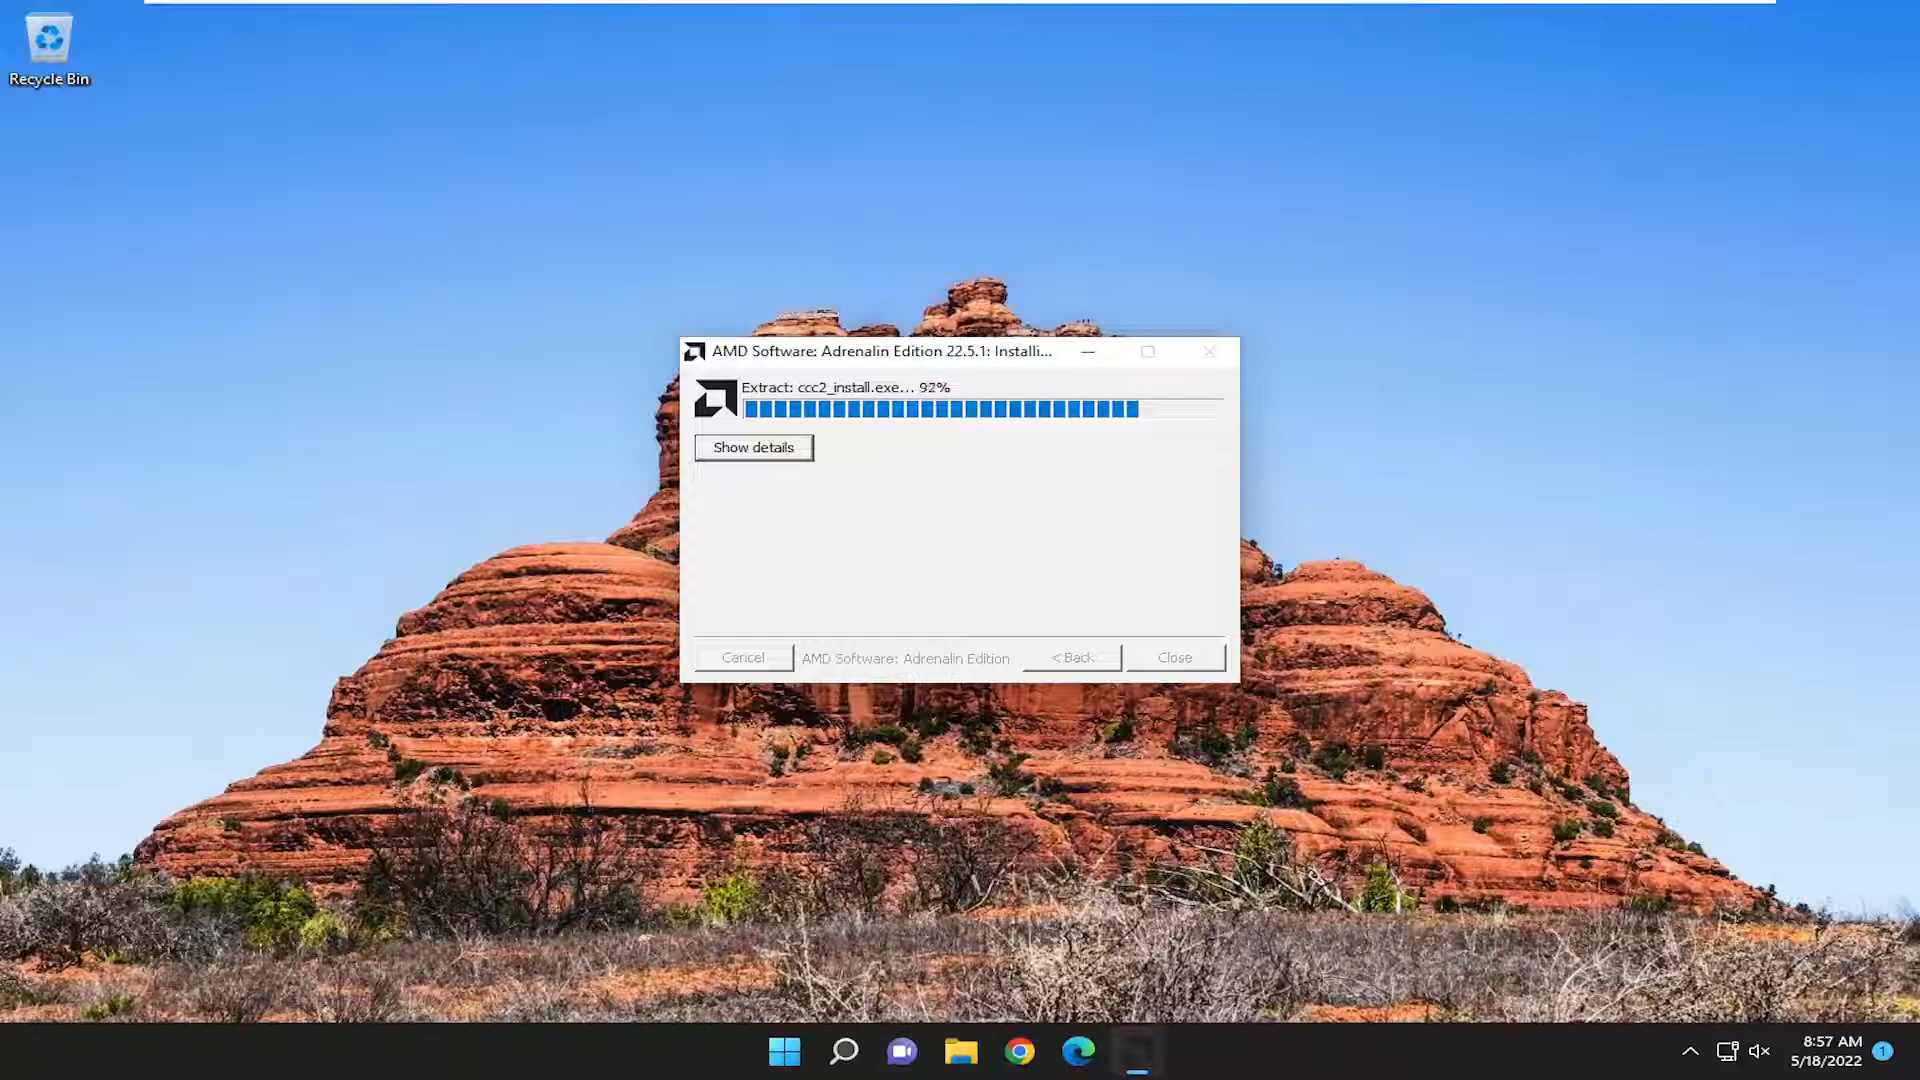 Recycle Bin
AMD Software: Adrenalin Edition 22.5.1: Installi...
Extract: ccc2_install.exe... 92%
Show details
Cancel
AMD Software: Adrenalin Edition
< Back
Close
8:57 AM
5/18/2022
1